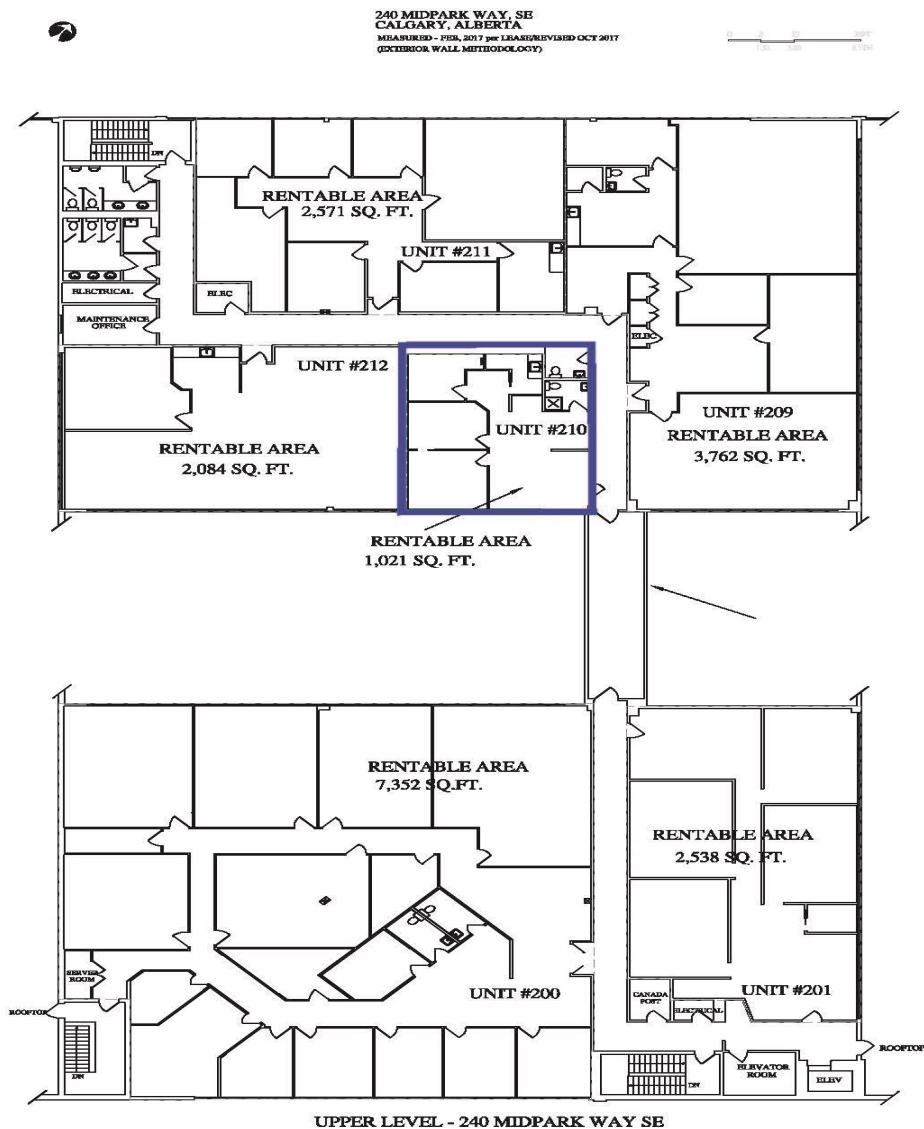 240 MIDPARK WAY, SE
CALGARY, ALBERTA
MEASURED - FEB, 2017 per LEASE/REVISED OCT 2017
(EXTERIOR WALL METHODOLOGY)
DN
RENTABLE AREA
2,571 SQ. FT.
UNIT #211
ELECTRICAL
ELEC
MAINTENANCE
OFFICE
ELEC
UNIT #212
UNIT #209
UNIT #210
RENTABLE AREA
3,762 SQ. FT.
RENTABLE AREA
2,084 SQ. FT.
RENTABLE AREA
1,021 SQ. FT.
RENTABLE AREA
7,352 SQ.FT.
RENTABLE AREA
2,538 SQ. FT.
SERVER
ROOM
UNIT #200
UNIT #201
CANADA
POST
ELECTRICAL
ROOFTOP
ROOFTOP
DN
DN
ELEVATOR
ROOM
ELEV
UPPER LEVEL - 240 MIDPARK WAY SE